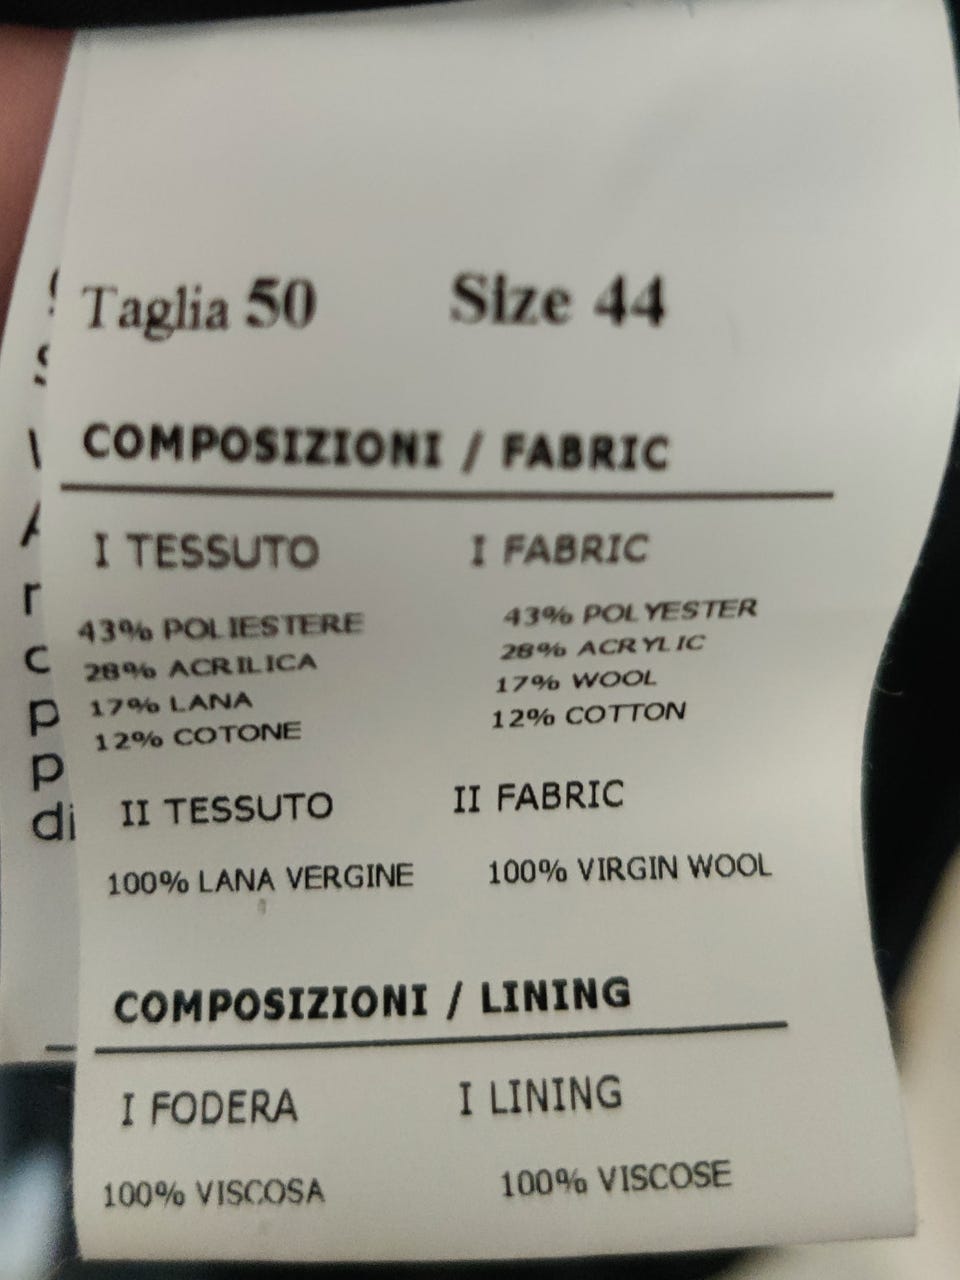 Taglia 50 Size 44
COMPOSIZIONI / FABRIC
I TESSUTO I FABRIC
43% POLIESTERE 43% POLYESTER
28% ACRILICA 28% ACRYLIC
17% LANA 17% WOOL
12% COTONE 12% COTTON
II TESSUTO II FABRIC
100% LANA VERGINE 100% VIRGIN WOOL
COMPOSIZIONI / LINING
I FODERA I LINING
100% VISCOSA 100% VISCOSE